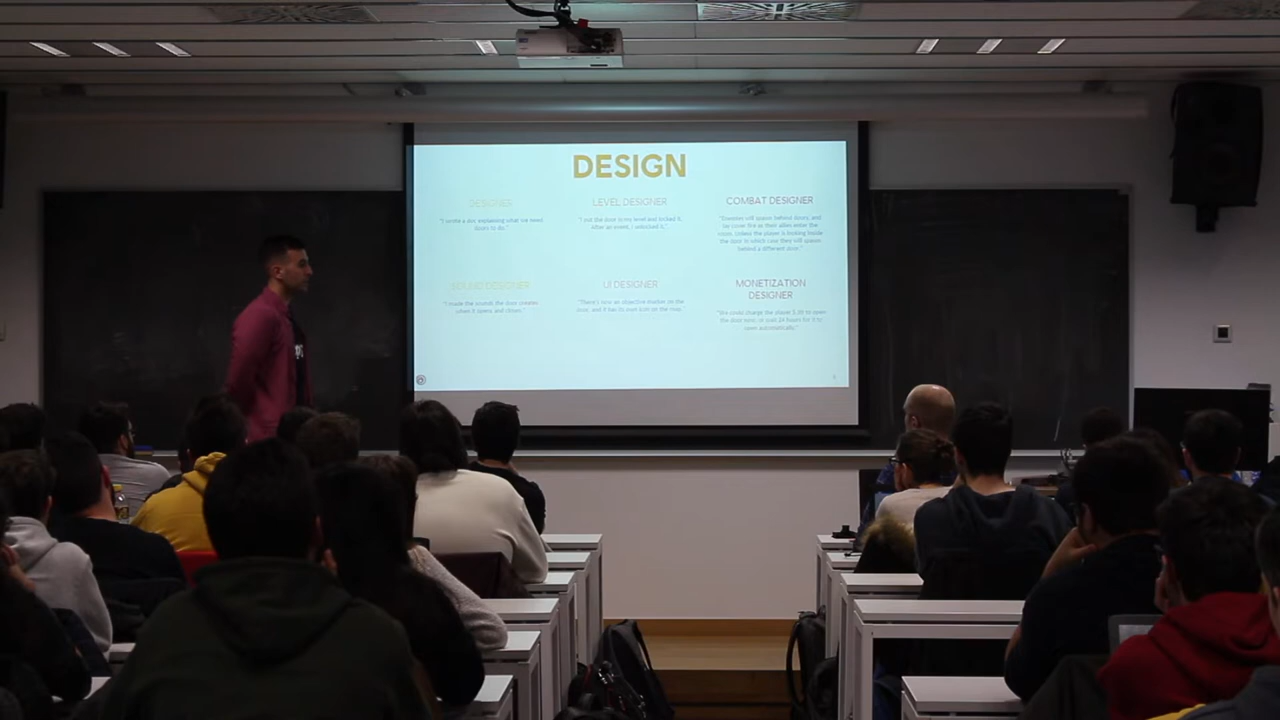 DESIGN
DESIGNER
"I wrote a doc explaining what we need
doors to do."
LEVEL DESIGNER
"I put the door in my level and locked it.
After an event, I unlocked it."
COMBAT DESIGNER
"Enemies will spawn behind doors, and
lay cover fire as their allies enter the
room. Unless the player is looking inside
the door in which case they will spawn
behind a different door."
SOUND DESIGNER
"I made the sounds the door creates
when it opens and closes."
UI DESIGNER
"There's now an objective marker on the
door, and it has its own icon on the map."
MONETIZATION
DESIGNER
"We could charge the player $.99 to open
the door now, or wait 24 hours for it to
open automatically."